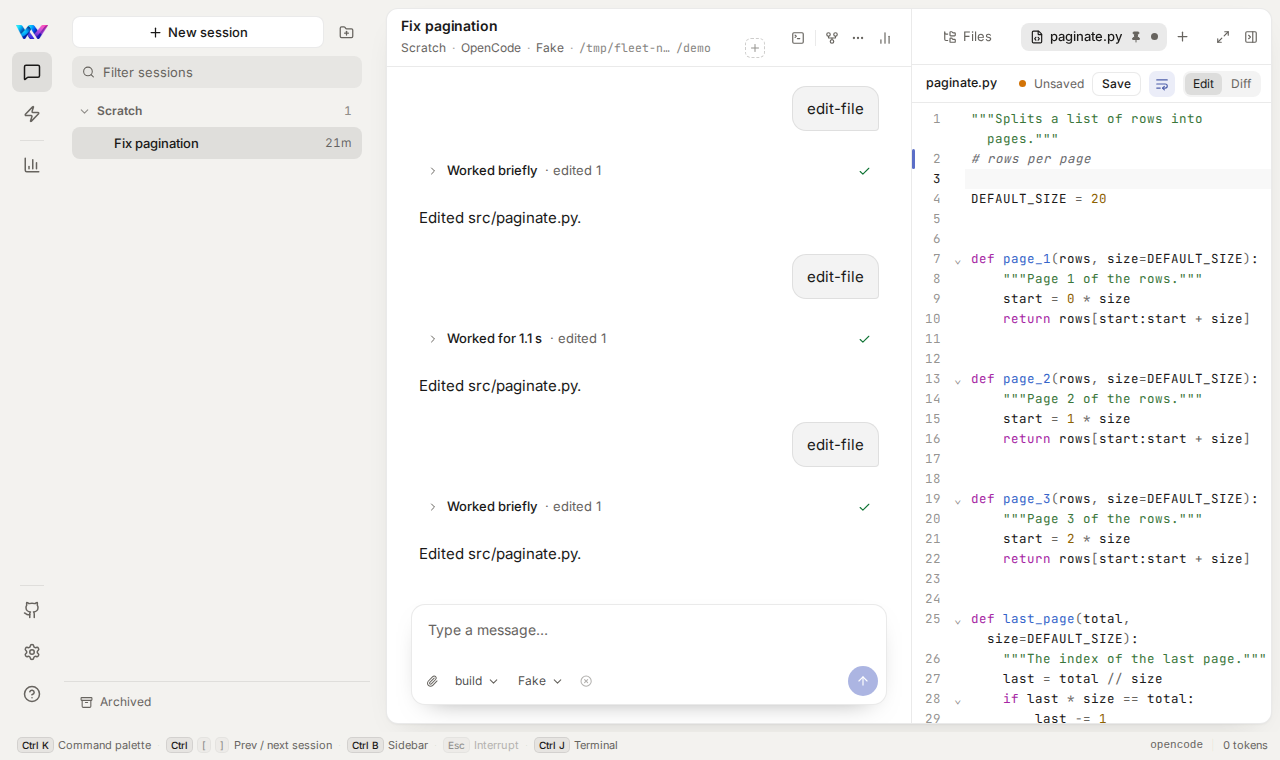 New session
Filter sessions
Scratch 1
Fix pagination 21m
Archived
Fix pagination
Scratch · OpenCode · Fake · /tmp/fleet-n… /demo
edit-file
Worked briefly · edited 1
Edited src/paginate.py.
edit-file
Worked for 1.1 s · edited 1
Edited src/paginate.py.
edit-file
Worked briefly · edited 1
Edited src/paginate.py.
Type a message...
build Fake
Files paginate.py
paginate.py Unsaved Save Edit Diff
1 """Splits a list of rows into
pages."""
2 # rows per page
3
4 DEFAULT_SIZE = 20
5
6
7 def page_1(rows, size=DEFAULT_SIZE):
8 """Page 1 of the rows."""
9 start = 0 * size
10 return rows[start:start + size]
11
12
13 def page_2(rows, size=DEFAULT_SIZE):
14 """Page 2 of the rows."""
15 start = 1 * size
16 return rows[start:start + size]
17
18
19 def page_3(rows, size=DEFAULT_SIZE):
20 """Page 3 of the rows."""
21 start = 2 * size
22 return rows[start:start + size]
23
24
25 def last_page(total,
size=DEFAULT_SIZE):
26 """The index of the last page."""
27 last = total // size
28 if last * size == total:
29 last -= 1
Ctrl K Command palette Ctrl [ ] Prev / next session Ctrl B Sidebar Esc Interrupt Ctrl J Terminal opencode 0 tokens